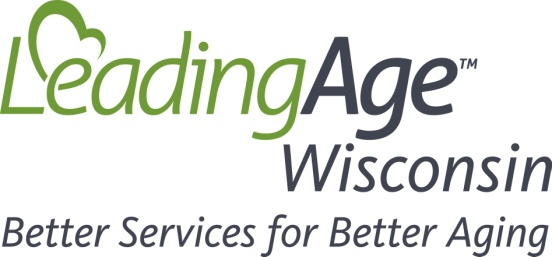 LeadingAge™
Wisconsin
Better Services for Better Aging